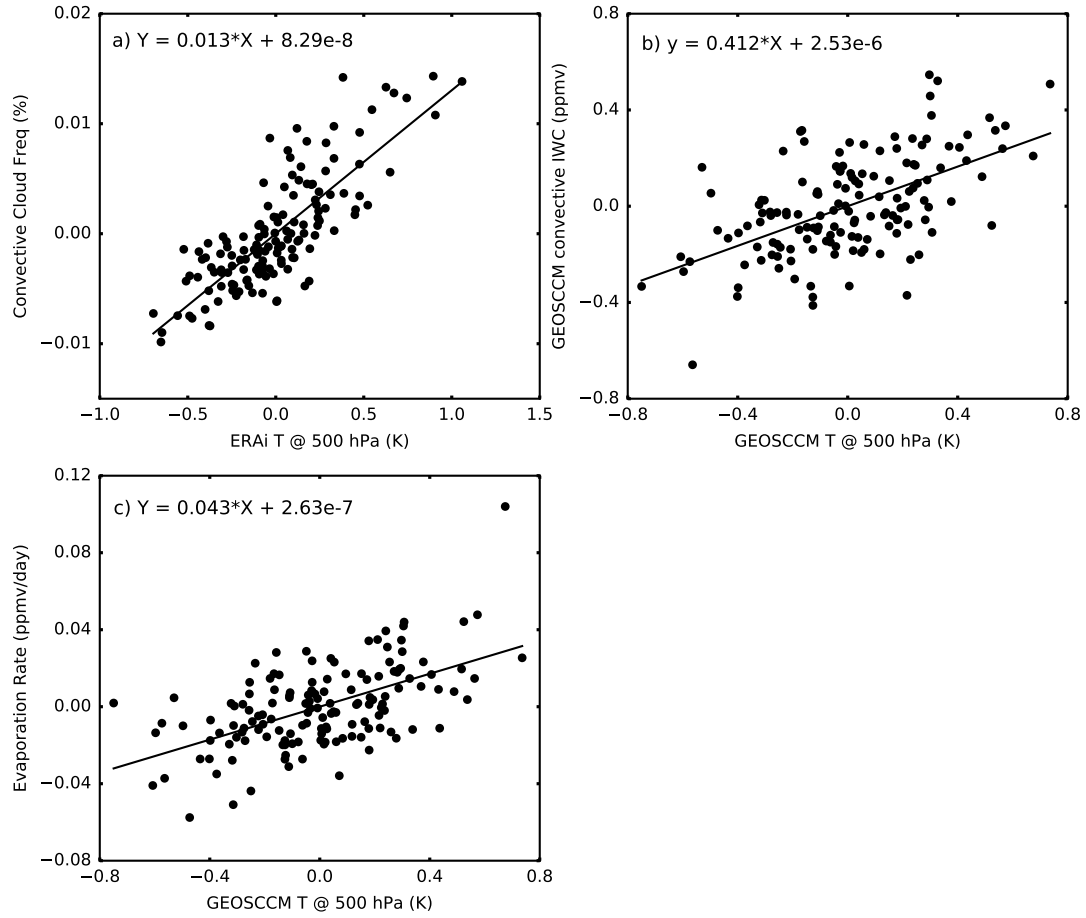 a) Y = 0.013*X + 8.29e-8
0.02
0.01
0.00
−0.01
Convective Cloud Freq (%)
−1.0 −0.5 0.0 0.5 1.0 1.5
ERAi T @ 500 hPa (K)
b) y = 0.412*X + 2.53e-6
0.8
0.4
0.0
−0.4
−0.8
GEOSCCM convective IWC (ppmv)
−0.8 −0.4 0.0 0.4 0.8
GEOSCCM T @ 500 hPa (K)
c) Y = 0.043*X + 2.63e-7
0.12
0.08
0.04
0.00
−0.04
−0.08
Evaporation Rate (ppmv/day)
−0.8 −0.4 0.0 0.4 0.8
GEOSCCM T @ 500 hPa (K)